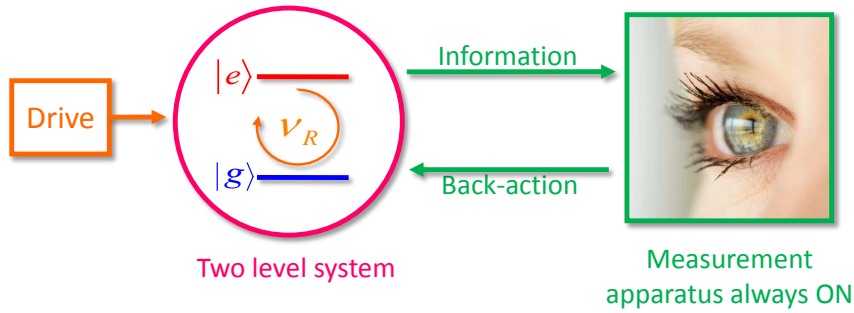 Drive
|e⟩
ν_R
|g⟩
Information
Back-action
Two level system
Measurement
apparatus always ON